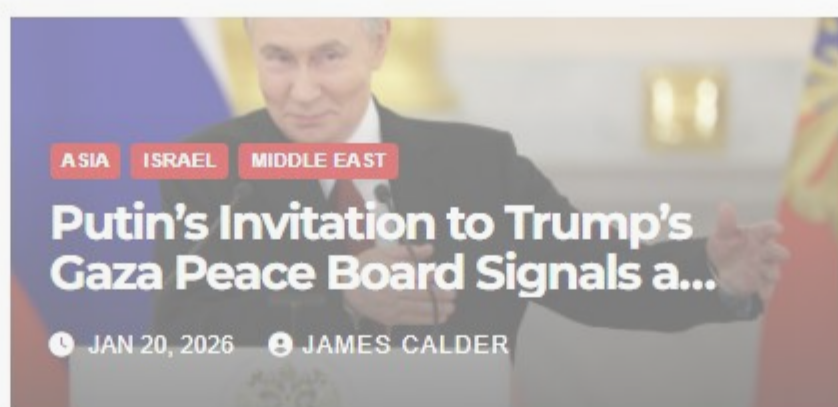 ASIA ISRAEL MIDDLE EAST
Putin's Invitation to Trump's
Gaza Peace Board Signals a...
JAN 20, 2026 JAMES CALDER